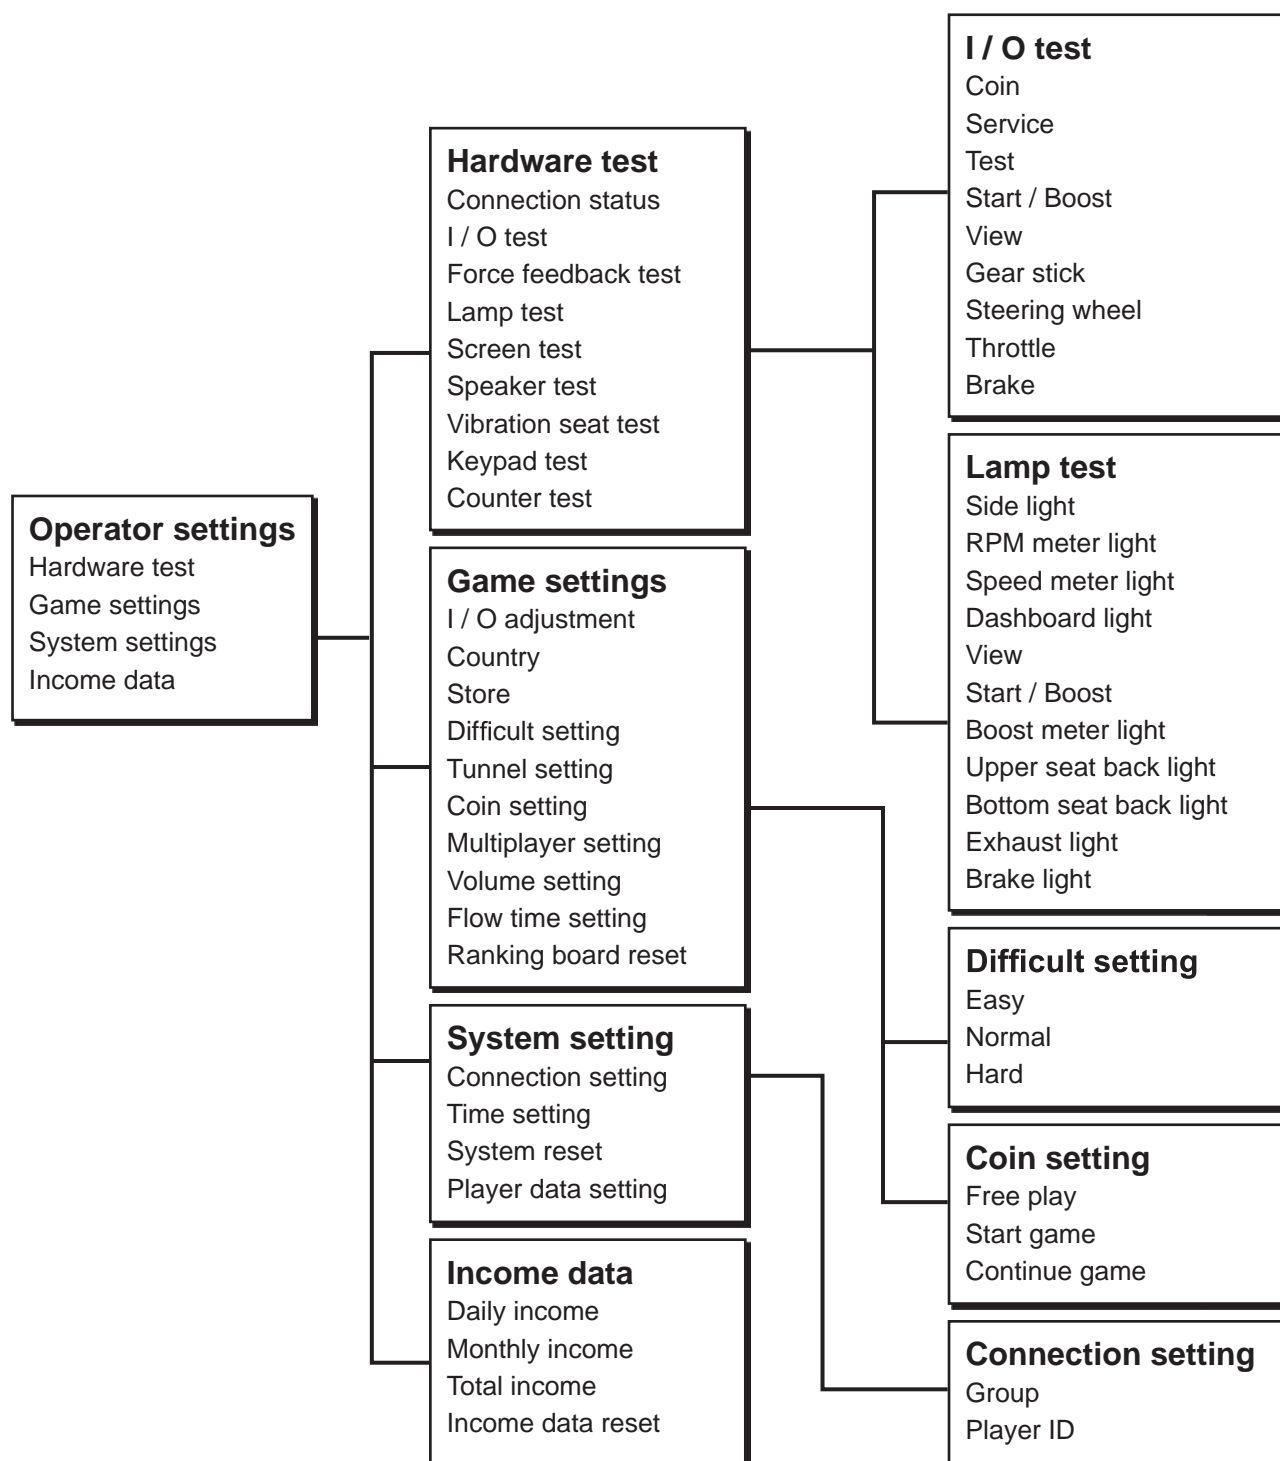 Operator settings
Hardware test
Game settings
System settings
Income data
Hardware test
Connection status
I / O test
Force feedback test
Lamp test
Screen test
Speaker test
Vibration seat test
Keypad test
Counter test
Game settings
I / O adjustment
Country
Store
Difficult setting
Tunnel setting
Coin setting
Multiplayer setting
Volume setting
Flow time setting
Ranking board reset
System setting
Connection setting
Time setting
System reset
Player data setting
Income data
Daily income
Monthly income
Total income
Income data reset
I / O test
Coin
Service
Test
Start / Boost
View
Gear stick
Steering wheel
Throttle
Brake
Lamp test
Side light
RPM meter light
Speed meter light
Dashboard light
View
Start / Boost
Boost meter light
Upper seat back light
Bottom seat back light
Exhaust light
Brake light
Difficult setting
Easy
Normal
Hard
Coin setting
Free play
Start game
Continue game
Connection setting
Group
Player ID